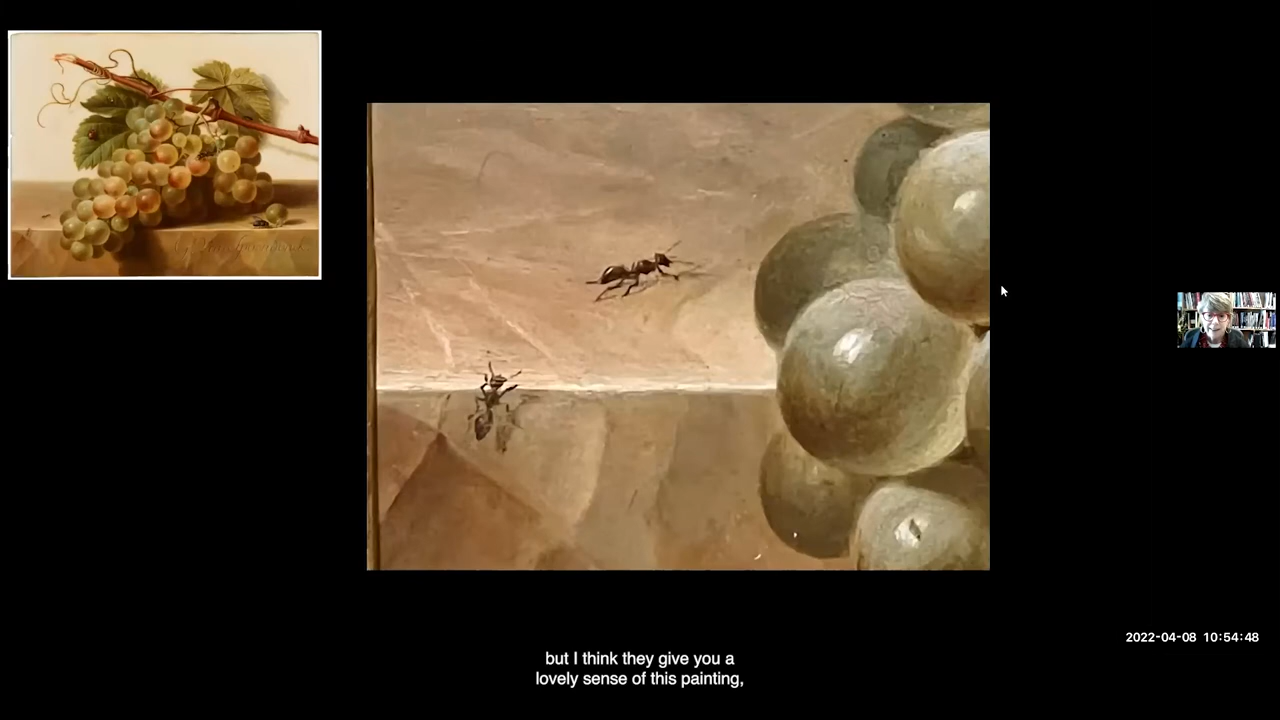 2022-04-08 10:54:48
but I think they give you a
lovely sense of this painting,